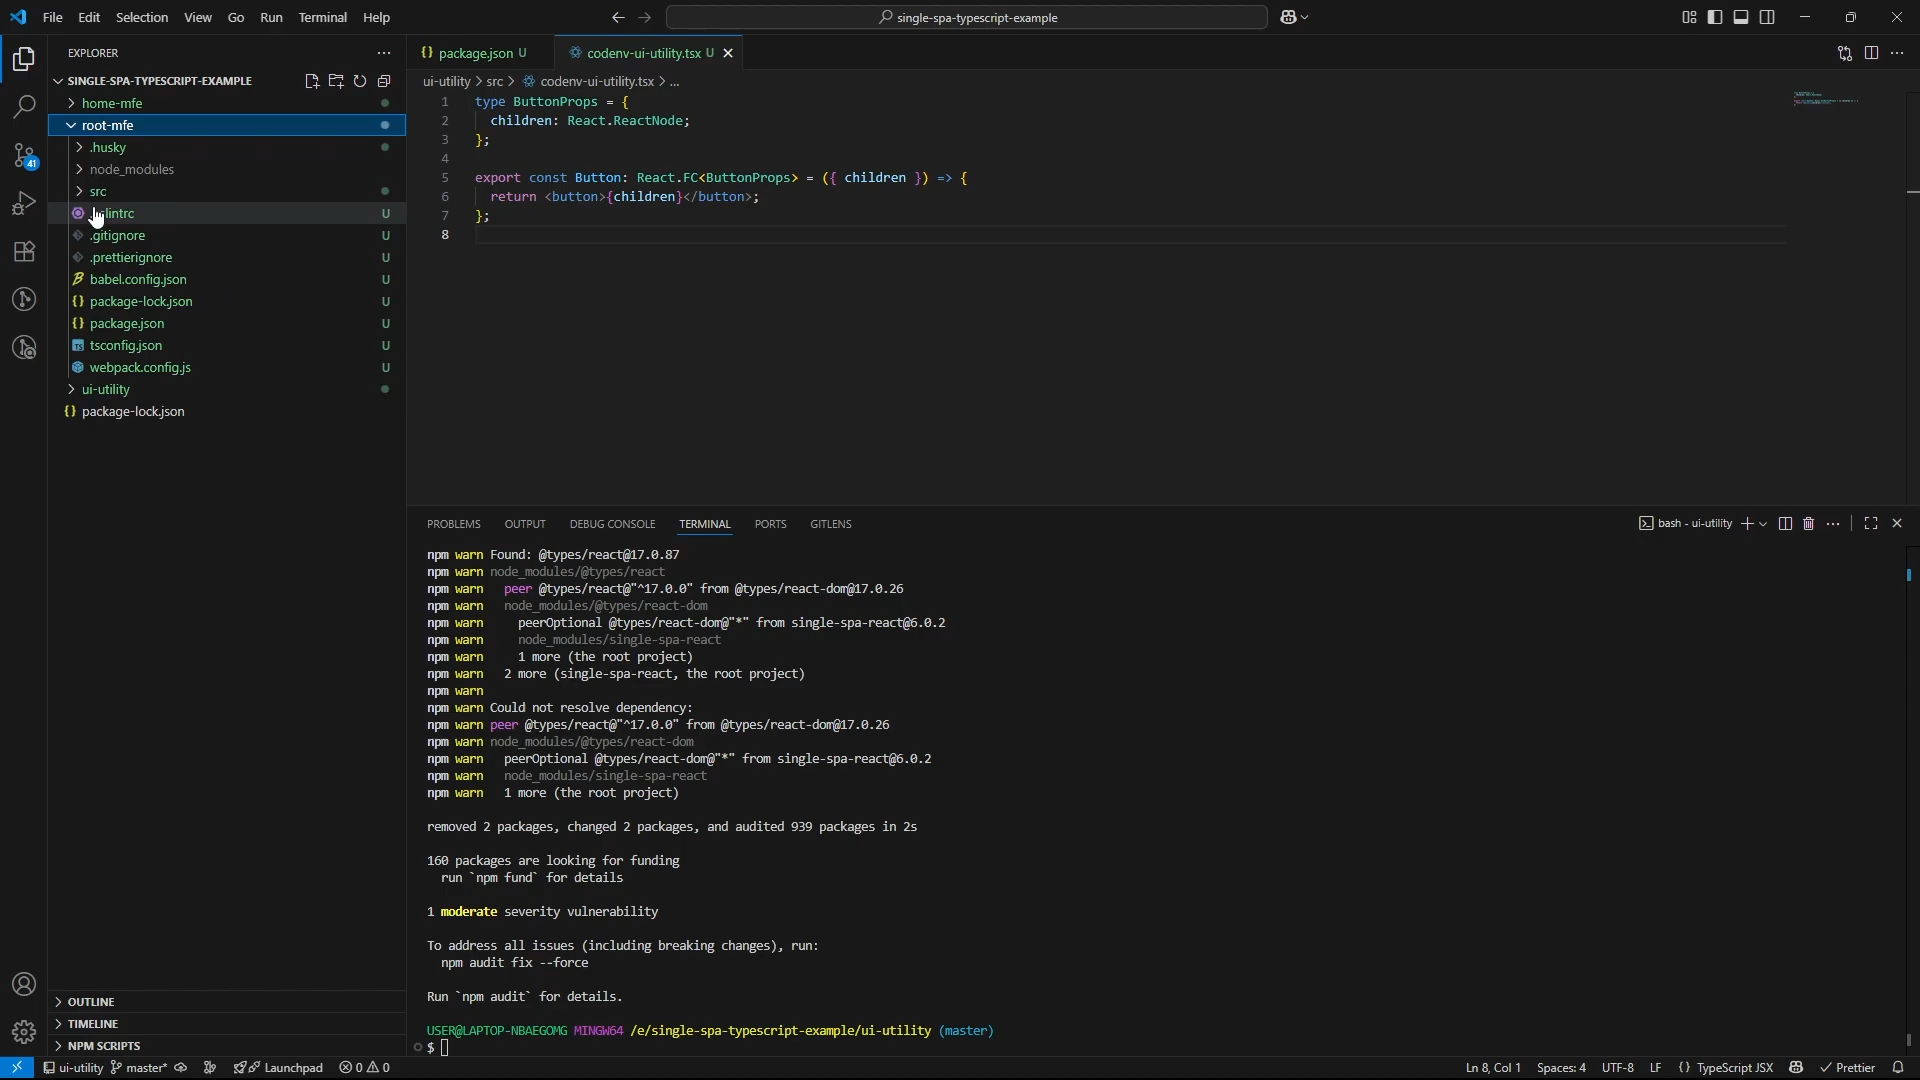 File Edit Selection View Go Run Terminal Help
single-spa-typescript-example
EXPLORER
SINGLE-SPA-TYPESCRIPT-EXAMPLE
home-mfe
root-mfe
.husky
node_modules
src
slintrc U
.gitignore U
.prettierignore U
babel.config.json U
package-lock.json U
package.json U
tsconfig.json U
webpack.config.js U
ui-utility
package-lock.json
OUTLINE
TIMELINE
NPM SCRIPTS
41
package.json U
codenv-ui-utility.tsx U
ui-utility > src > codenv-ui-utility.tsx > ...
1 type ButtonProps = {
2 children: React.ReactNode;
3 };
4
5 export const Button: React.FC<ButtonProps> = ({ children }) => {
6 return <button>{children}</button>;
7 };
8
PROBLEMS OUTPUT DEBUG CONSOLE TERMINAL PORTS GITLENS
bash - ui-utility
npm warn Found: @types/react@17.0.87
npm warn node_modules/@types/react
npm warn peer @types/react@"^17.0.0" from @types/react-dom@17.0.26
npm warn node_modules/@types/react-dom
npm warn peerOptional @types/react-dom@"*" from single-spa-react@6.0.2
npm warn node_modules/single-spa-react
npm warn 1 more (the root project)
npm warn 2 more (single-spa-react, the root project)
npm warn
npm warn Could not resolve dependency:
npm warn peer @types/react@"^17.0.0" from @types/react-dom@17.0.26
npm warn node_modules/@types/react-dom
npm warn peerOptional @types/react-dom@"*" from single-spa-react@6.0.2
npm warn node_modules/single-spa-react
npm warn 1 more (the root project)
removed 2 packages, changed 2 packages, and audited 939 packages in 2s
160 packages are looking for funding
run `npm fund` for details
1 moderate severity vulnerability
To address all issues (including breaking changes), run:
npm audit fix --force
Run `npm audit` for details.
USER@LAPTOP-NBAEGOMG MINGW64 /e/single-spa-typescript-example/ui-utility (master)
$
ui-utility master* Launchpad 0 0
Ln 8, Col 1 Spaces: 4 UTF-8 LF {} TypeScript JSX Prettier